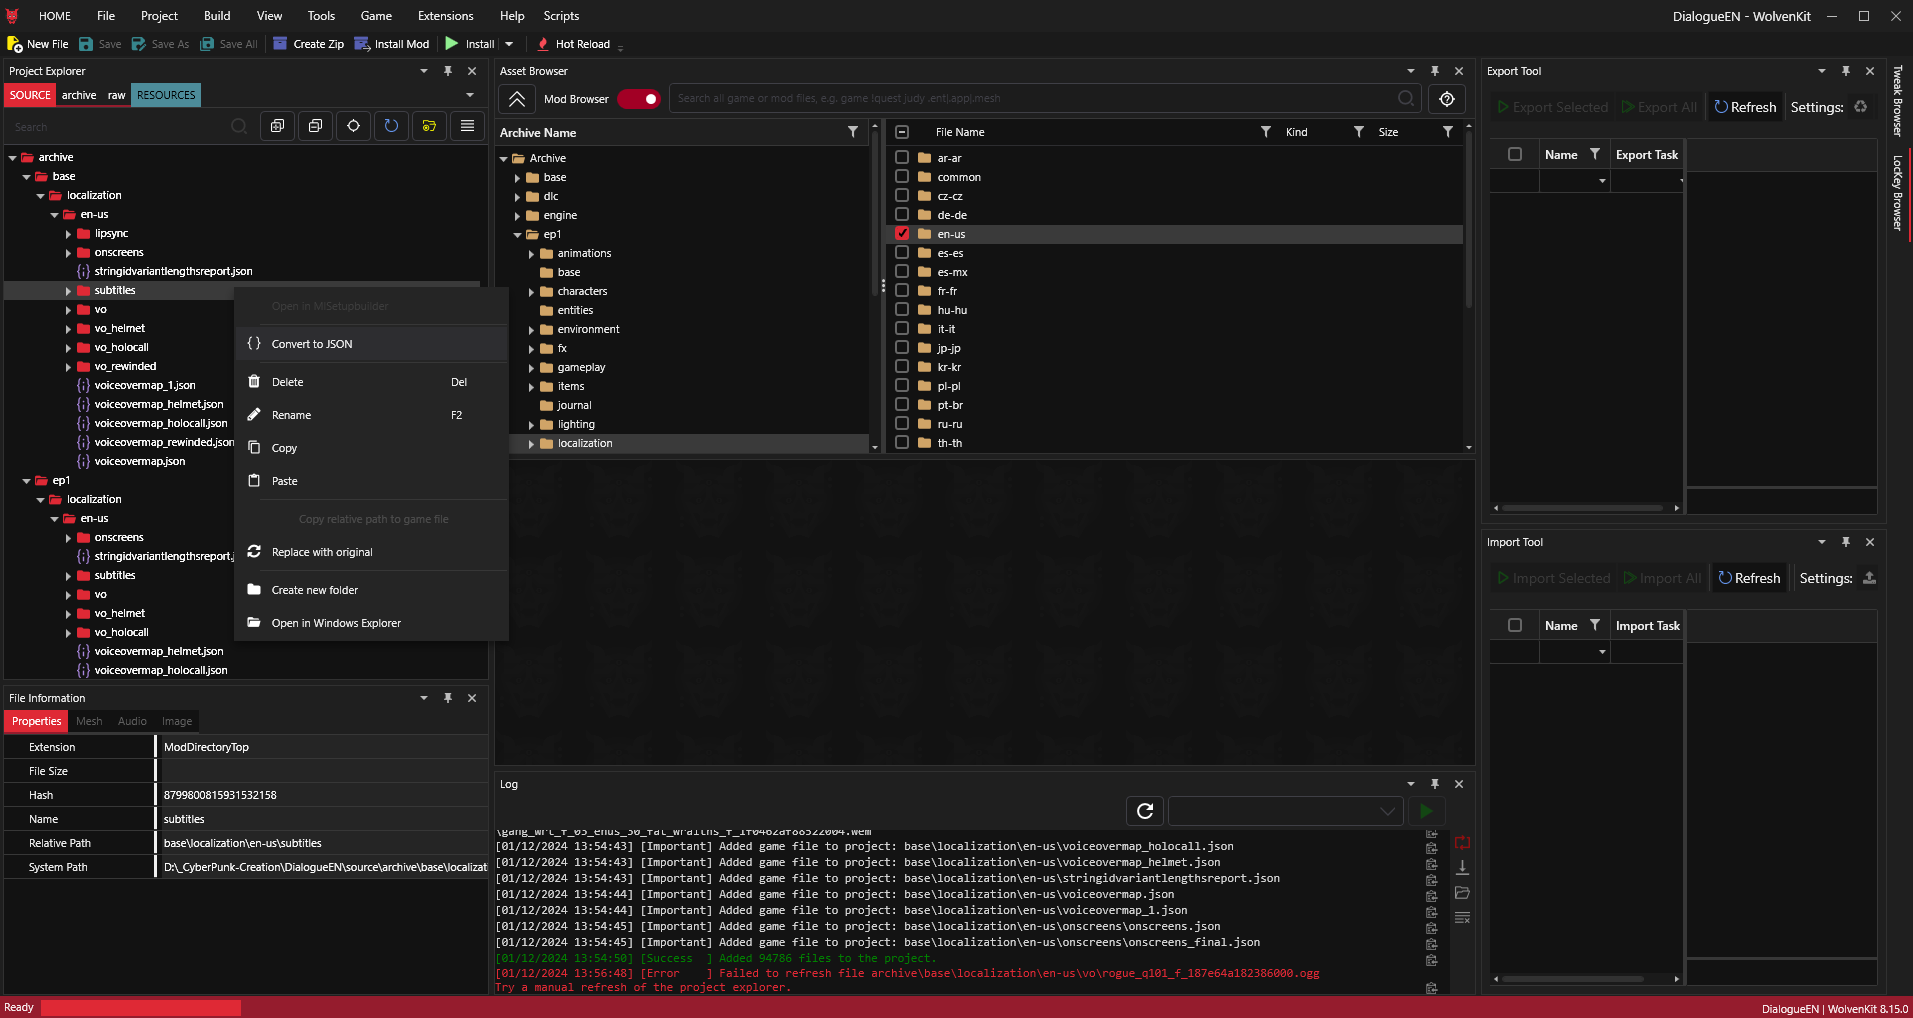 HOME File Project Build View Tools Game Extensions Help Scripts DialogueEN - WolvenKit
New File Save Save As Save All Create Zip Install Mod Install Hot Reload
Project Explorer
SOURCE archive raw RESOURCES
Search
archive
base
localization
en-us
lipsync
onscreens
stringidvariantlengthsreport.json
subtitles
vo
vo_helmet
vo_holocall
vo_rewinded
voiceovermap_1.json
voiceovermap_helmet.json
voiceovermap_holocall.json
voiceovermap_rewinded.json
voiceovermap.json
ep1
localization
en-us
onscreens
stringidvariantlengthsreport.j
subtitles
vo
vo_helmet
vo_holocall
voiceovermap_helmet.json
voiceovermap_holocall.json
Open in MlSetupbuilder
Convert to JSON
Delete Del
Rename F2
Copy
Paste
Copy relative path to game file
Replace with original
Create new folder
Open in Windows Explorer
File Information
Properties Mesh Audio Image
Extension ModDirectoryTop
File Size
Hash 8799800815931532158
Name subtitles
Relative Path base\localization\en-us\subtitles
System Path D:\_CyberPunk-Creation\DialogueEN\source\archive\base\localizat
Asset Browser
Mod Browser Search all game or mod files, e.g. game !quest judy .ent|.app|.mesh
Archive Name
Archive
base
dlc
engine
ep1
animations
base
characters
entities
environment
fx
gameplay
items
journal
lighting
localization
File Name Kind Size
ar-ar
common
cz-cz
de-de
en-us
es-es
es-mx
fr-fr
hu-hu
it-it
jp-jp
kr-kr
pl-pl
pt-br
ru-ru
th-th
Log
\gang_wrt_f_03_enus_30_fat_wraiths_f_1f0462af88522004.wem
[01/12/2024 13:54:43] [Important] Added game file to project: base\localization\en-us\voiceovermap_holocall.json
[01/12/2024 13:54:43] [Important] Added game file to project: base\localization\en-us\voiceovermap_helmet.json
[01/12/2024 13:54:43] [Important] Added game file to project: base\localization\en-us\stringidvariantlengthsreport.json
[01/12/2024 13:54:44] [Important] Added game file to project: base\localization\en-us\voiceovermap.json
[01/12/2024 13:54:44] [Important] Added game file to project: base\localization\en-us\voiceovermap_1.json
[01/12/2024 13:54:45] [Important] Added game file to project: base\localization\en-us\onscreens\onscreens.json
[01/12/2024 13:54:45] [Important] Added game file to project: base\localization\en-us\onscreens\onscreens_final.json
[01/12/2024 13:54:50] [Success ] Added 94786 files to the project.
[01/12/2024 13:56:48] [Error ] Failed to refresh file archive\base\localization\en-us\vo\rogue_q101_f_187e64a182386000.ogg
Try a manual refresh of the project explorer.
Export Tool
Export Selected Export All Refresh Settings:
Name Export Task
Import Tool
Import Selected Import All Refresh Settings:
Name Import Task
Tweak Browser
LocKey Browser
Ready DialogueEN | WolvenKit 8.15.0